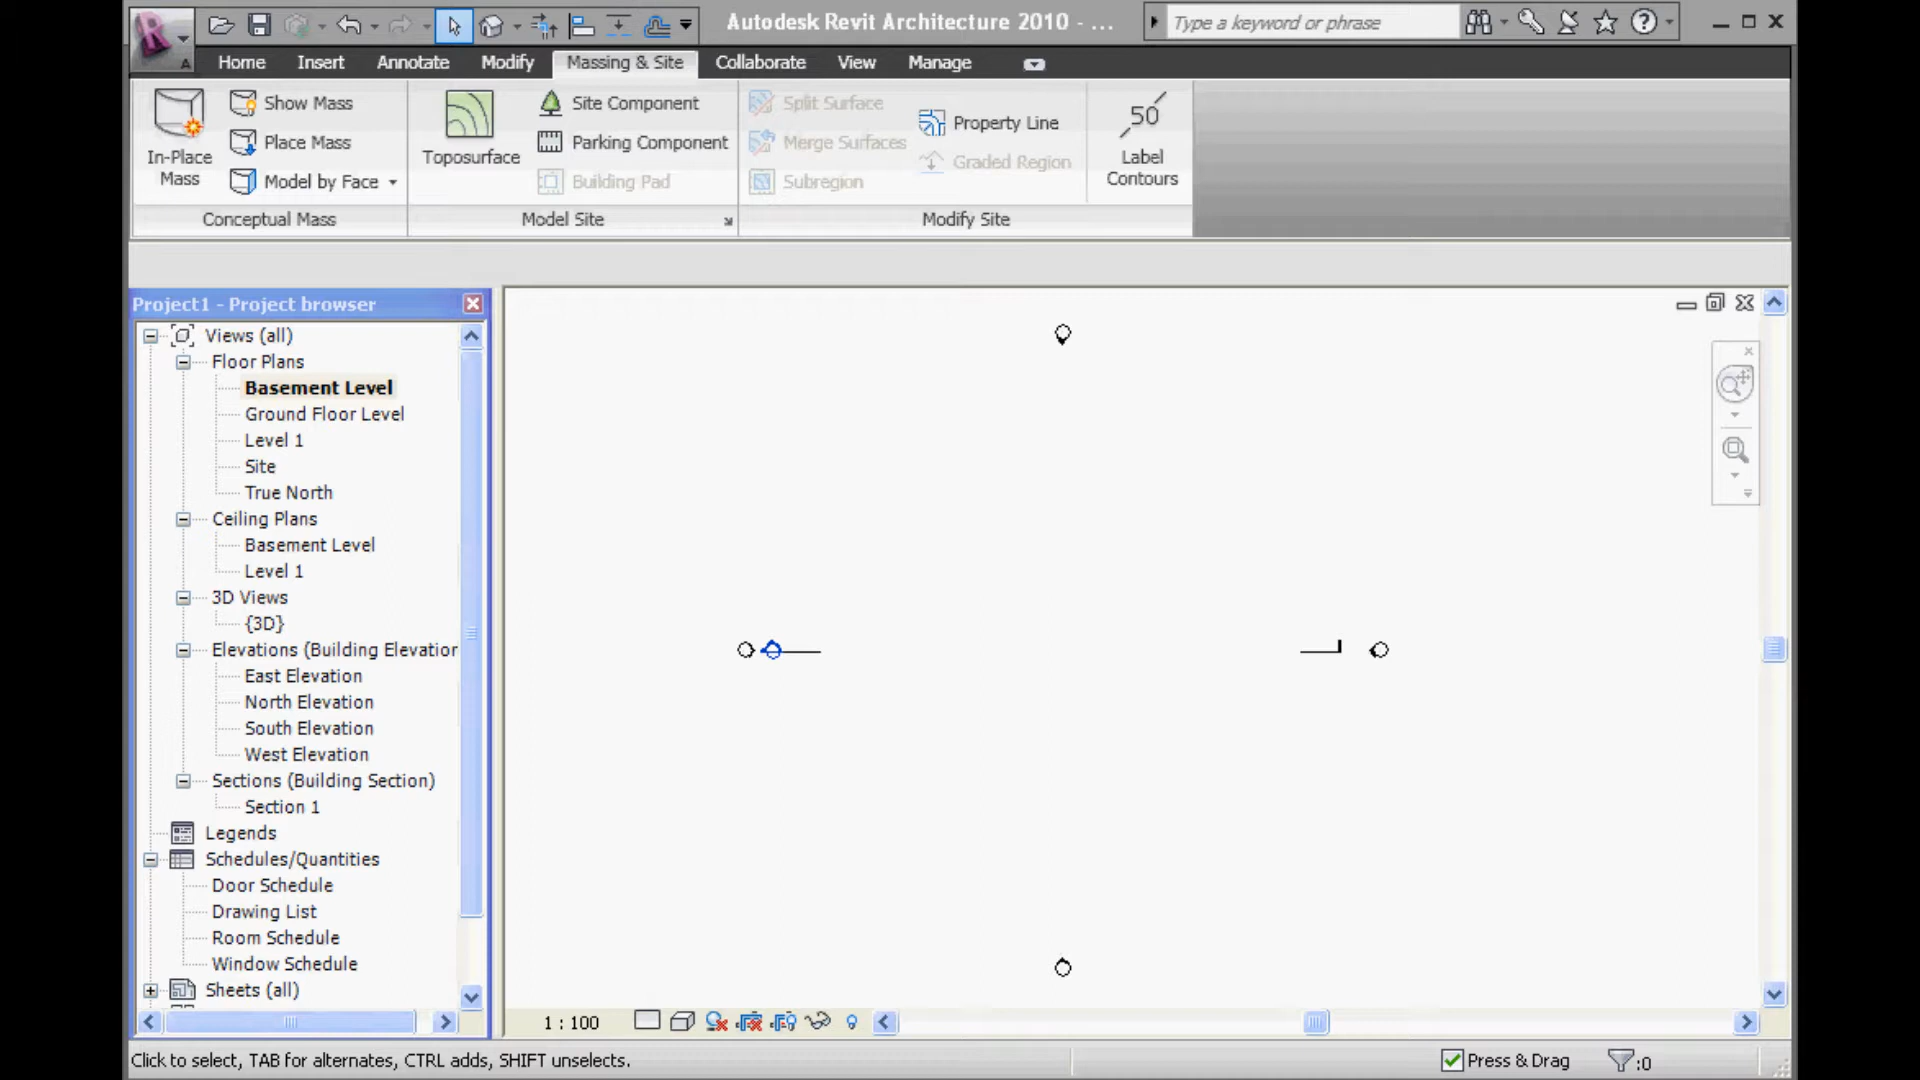 Autodesk Revit Architecture 2010 - ...
Type a keyword or phrase
A
Home Insert Annotate Modify Massing & Site Collaborate View Manage
In-Place Mass
Show Mass
Place Mass
Model by Face
Conceptual Mass
Toposurface
Site Component
Parking Component
Building Pad
Model Site
Split Surface
Merge Surfaces
Subregion
Property Line
Graded Region
50
Label
Contours
Modify Site
Project1 - Project browser
Views (all)
Floor Plans
Basement Level
Ground Floor Level
Level 1
Site
True North
Ceiling Plans
Basement Level
Level 1
3D Views
{3D}
Elevations (Building Elevation
East Elevation
North Elevation
South Elevation
West Elevation
Sections (Building Section)
Section 1
Legends
Schedules/Quantities
Door Schedule
Drawing List
Room Schedule
Window Schedule
Sheets (all)
1 : 100
Click to select, TAB for alternates, CTRL adds, SHIFT unselects.
Press & Drag
:0